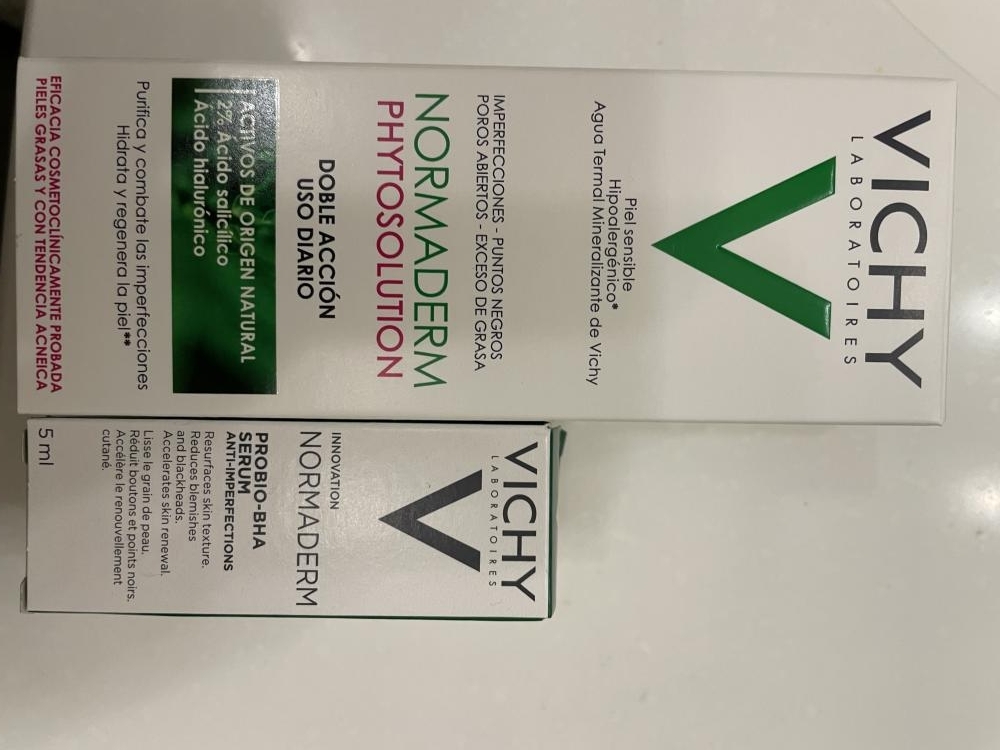 VICHY
LABORATOIRES
Piel sensible
Hipoalergénico*
Agua Termal Mineralizante de Vichy
IMPERFECCIONES - PUNTOS NEGROS
POROS ABIERTOS - EXCESO DE GRASA
NORMADERM
PHYTOSOLUTION
DOBLE ACCIÓN
USO DIARIO
ACTIVOS DE ORIGEN NATURAL
2% Ácido salicílico
Ácido hialurónico
Purifica y combate las imperfecciones
Hidrata y regenera la piel**
EFICACIA COSMETOCLÍNICAMENTE PROBADA
PIELES GRASAS Y CON TENDENCIA ACNEICA
VICHY
LABORATOIRES
INNOVATION
NORMADERM
PROBIO-BHA
SERUM
ANTI-IMPERFECTIONS
Resurfaces skin texture.
Reduces blemishes
and blackheads.
Accelerates skin renewal.
Lisse le grain de peau.
Réduit boutons et points noirs.
Accélère le renouvellement
cutané.
5 ml